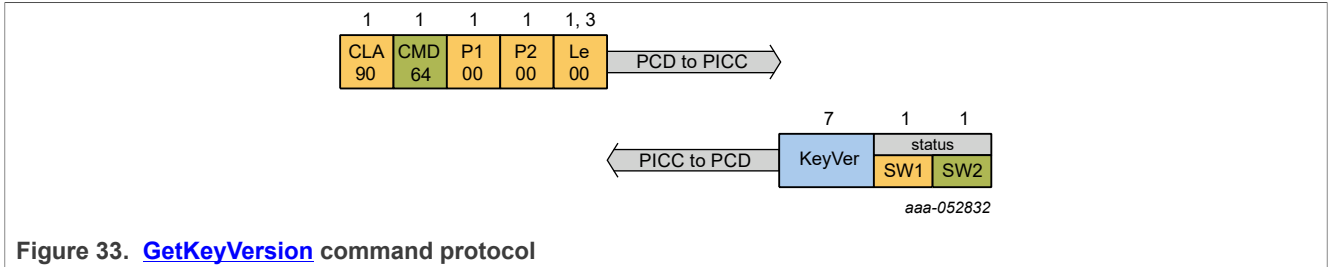 1 1 1 1 1, 3
CLA CMD P1 P2 Le
90 64 00 00 00
PCD to PICC
7 1 1
status
PICC to PCD KeyVer SW1 SW2
aaa-052832
Figure 33. GetKeyVersion command protocol